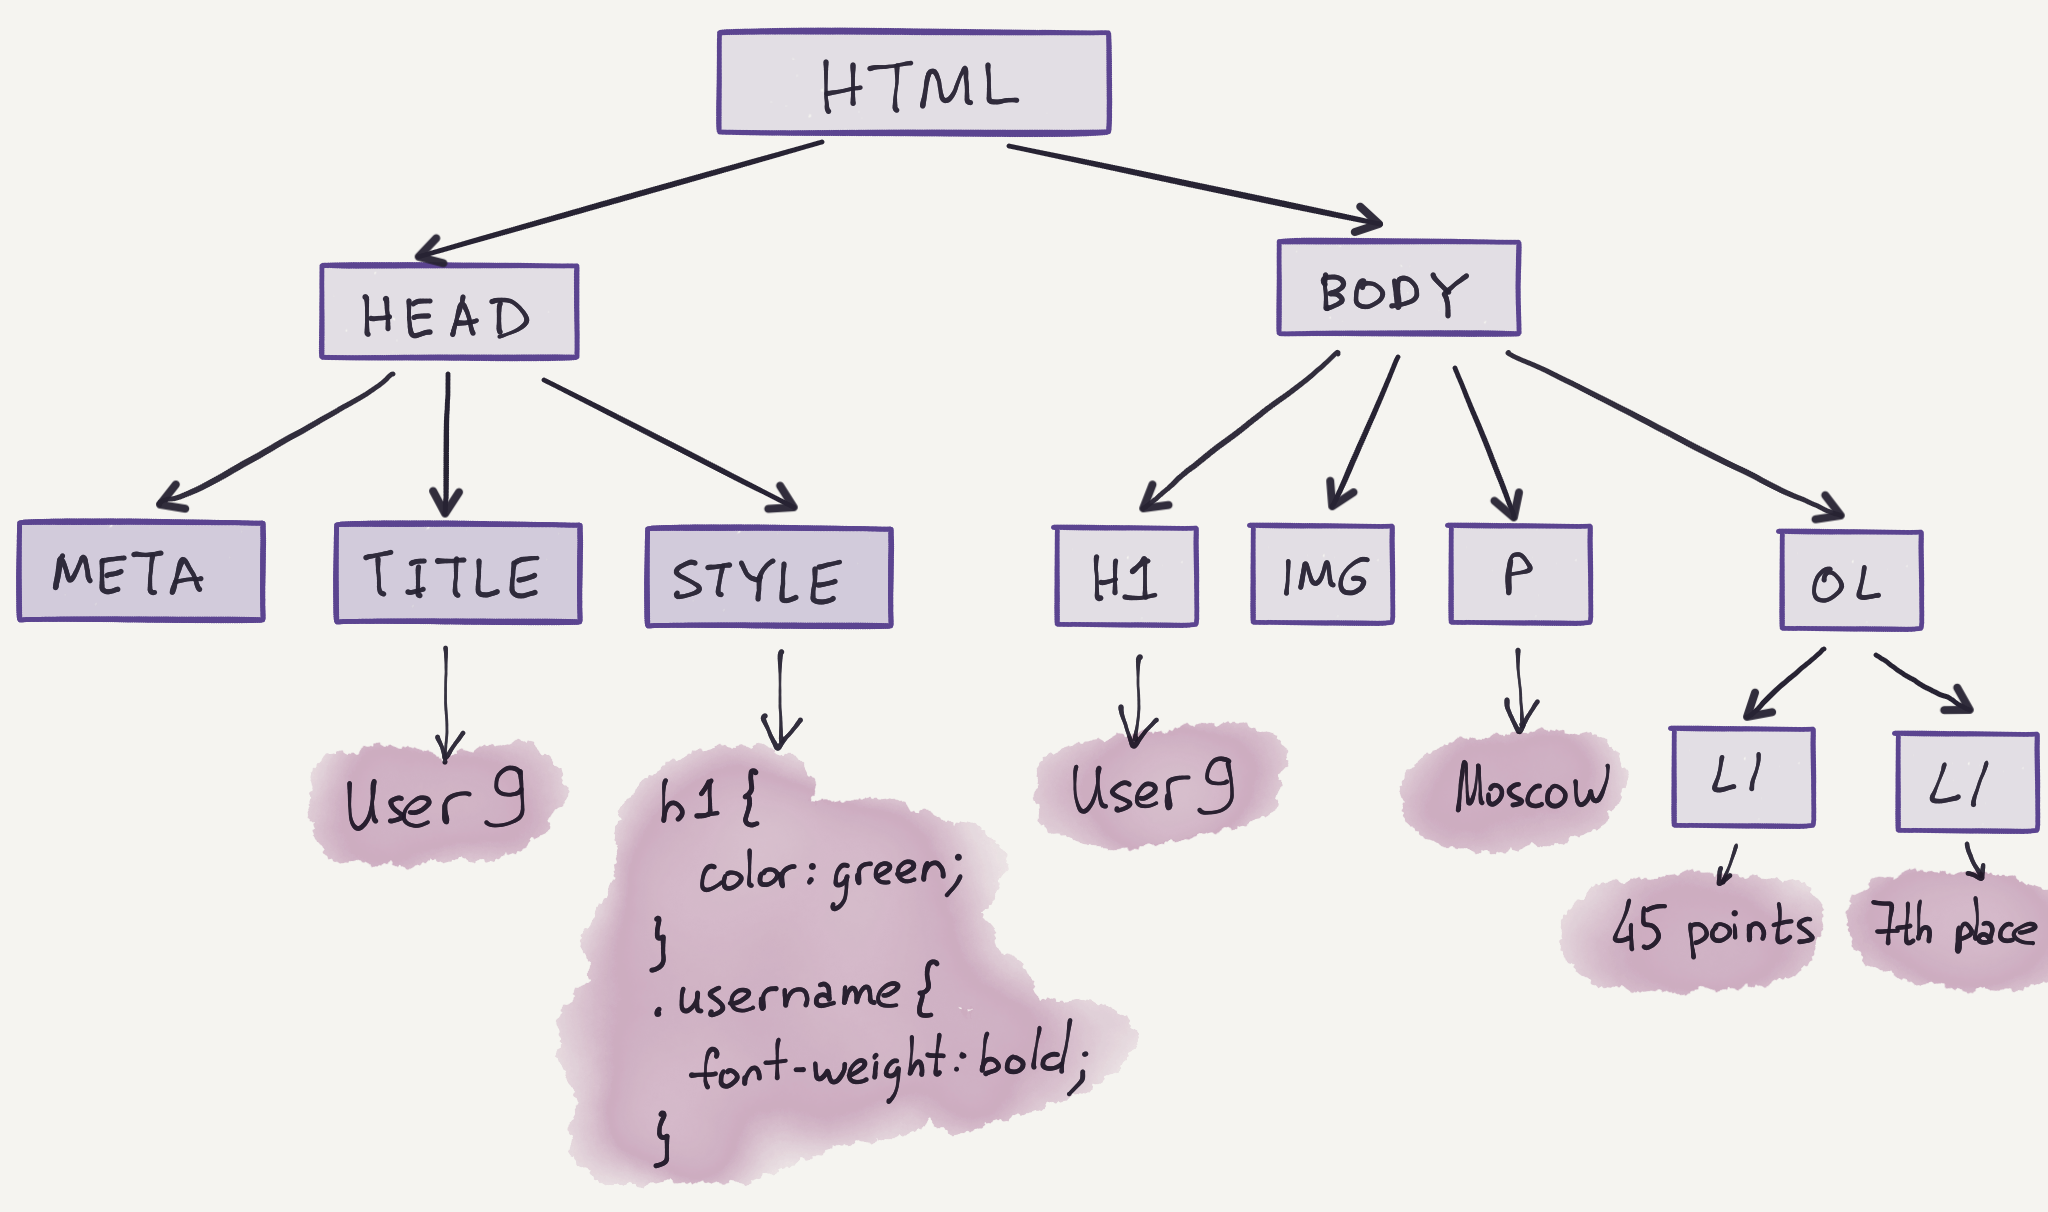 HTML
HEAD
BODY
META
TITLE
STYLE
H1
IMG
P
OL
User 9
h1 {
color: green;
}
.username {
font-weight: bold;
}
User 9
Moscow
LI
LI
45 points
7th place